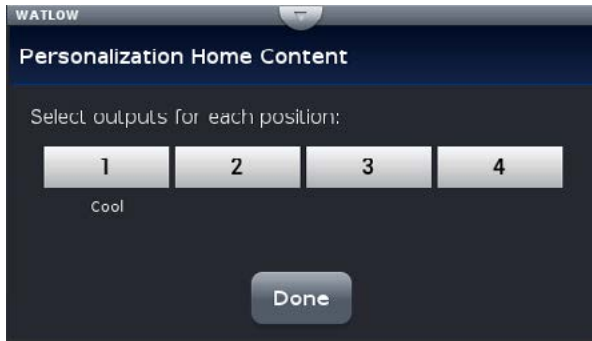 WATLOW
Personalization Home Content
Select outputs for each position:
1 2 3 4
Cool
Done